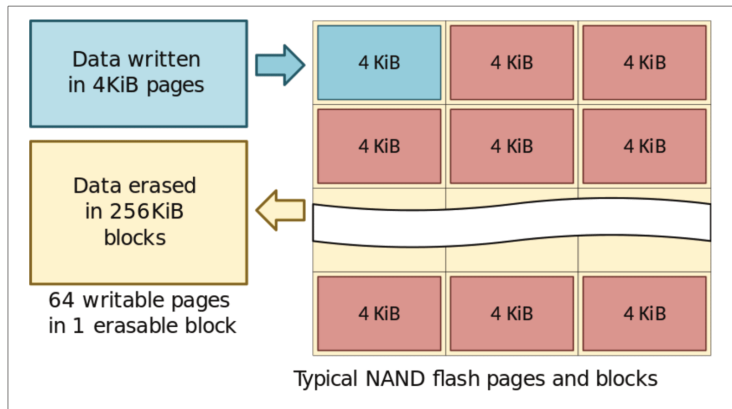 Data written
in 4KiB pages
4 KiB
4 KiB
4 KiB
4 KiB
4 KiB
4 KiB
Data erased
in 256KiB
blocks
64 writable pages
in 1 erasable block
4 KiB
4 KiB
4 KiB
Typical NAND flash pages and blocks